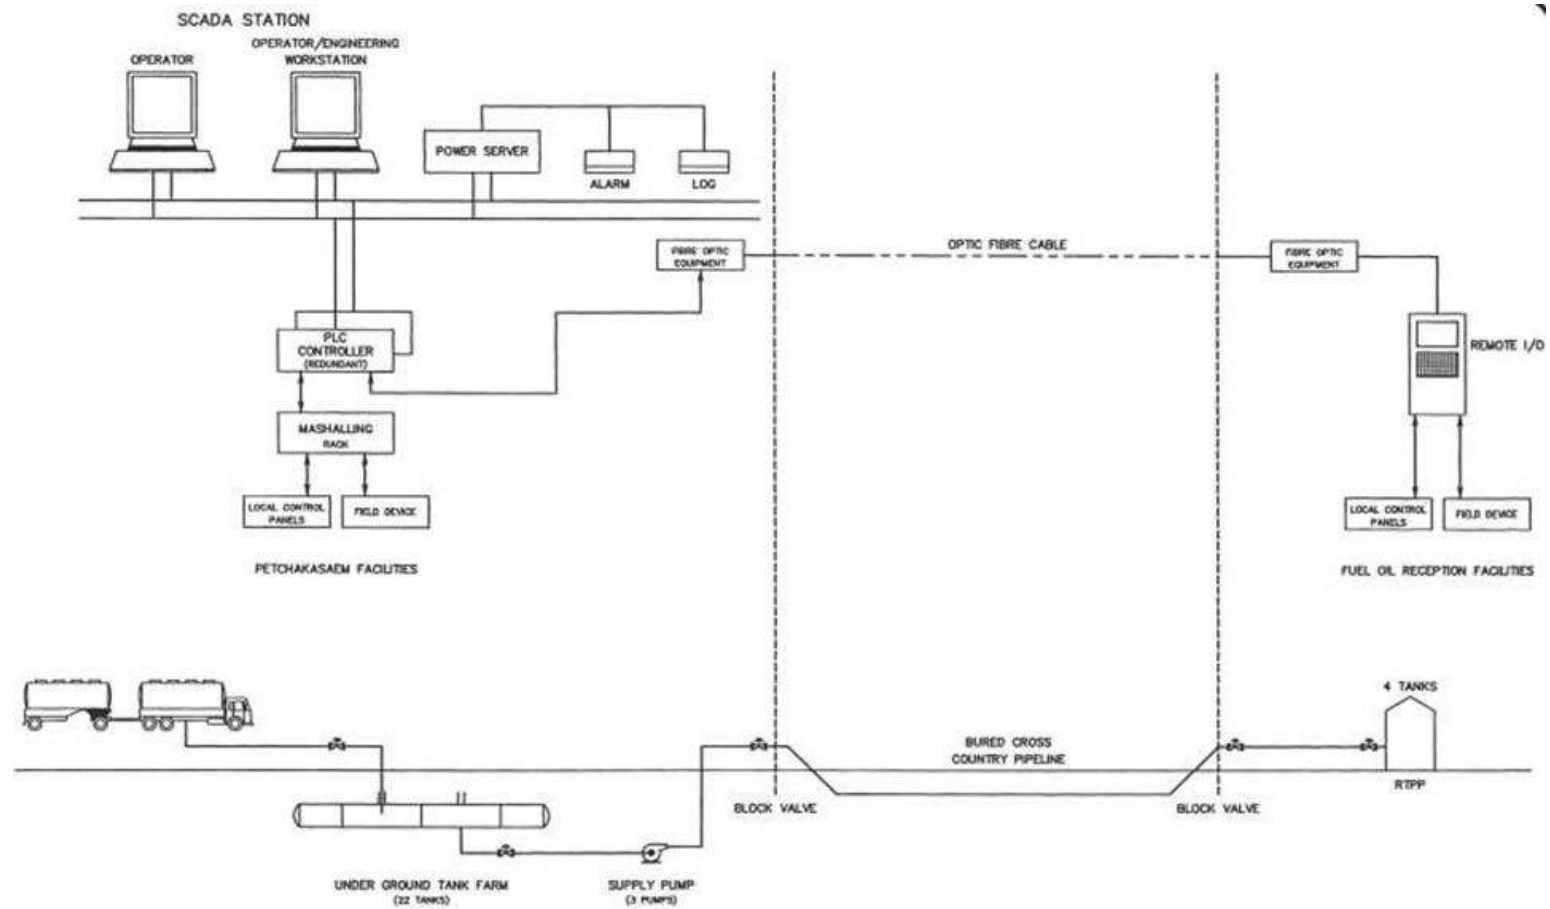 SCADA STATION
OPERATOR
OPERATOR/ENGINEERING
WORKSTATION
POWER SERVER
ALARM
LOG
FIBRE OPTIC
EQUIPMENT
OPTIC FIBRE CABLE
FIBRE OPTIC
EQUIPMENT
PLC
CONTROLLER
(REDUNDANT)
REMOTE I/O
MASHALLING
RACK
LOCAL CONTROL
PANELS
FIELD DEVICE
LOCAL CONTROL
PANELS
FIELD DEVICE
PETCHAKASAEM FACILITIES
FUEL OIL RECEPTION FACILITIES
4 TANKS
BURED CROSS
COUNTRY PIPELINE
RTPP
BLOCK VALVE
BLOCK VALVE
UNDER GROUND TANK FARM
(22 TANKS)
SUPPLY PUMP
(3 PUMPS)